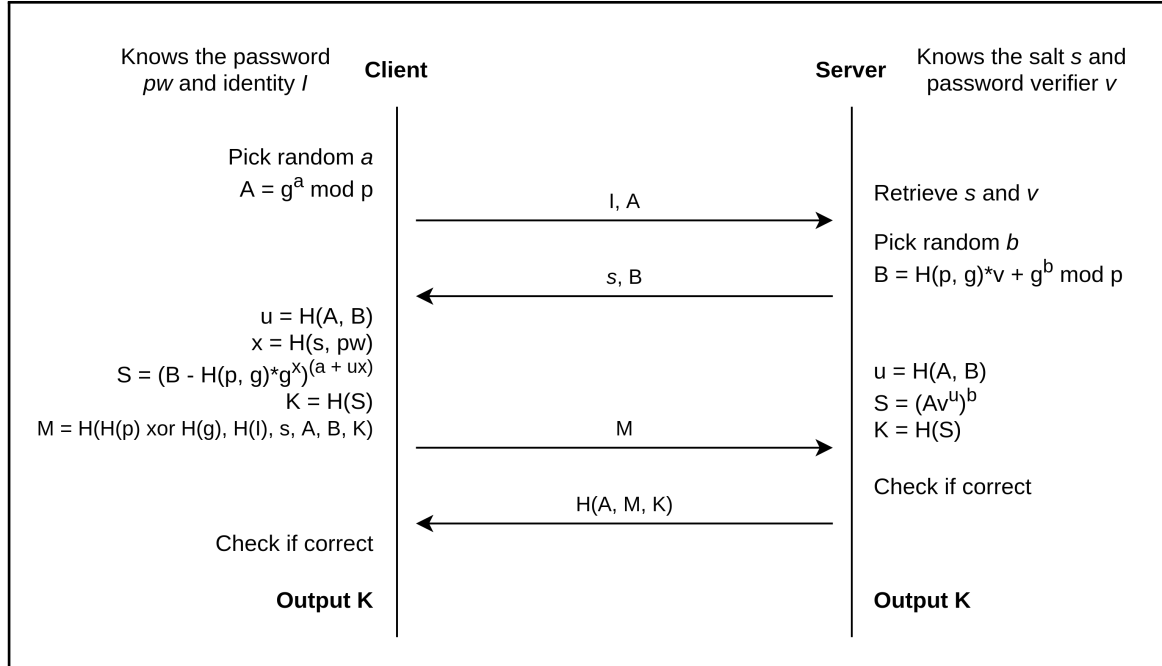 Knows the password
pw and identity I
Client
Server
Knows the salt s and
password verifier v
Pick random a
A = g^a mod p
I, A
Retrieve s and v
Pick random b
B = H(p, g)*v + g^b mod p
s, B
u = H(A, B)
x = H(s, pw)
S = (B - H(p, g)*g^x)^(a + ux)
K = H(S)
M = H(H(p) xor H(g), H(I), s, A, B, K)
M
u = H(A, B)
S = (Av^u)^b
K = H(S)
Check if correct
H(A, M, K)
Check if correct
Output K
Output K